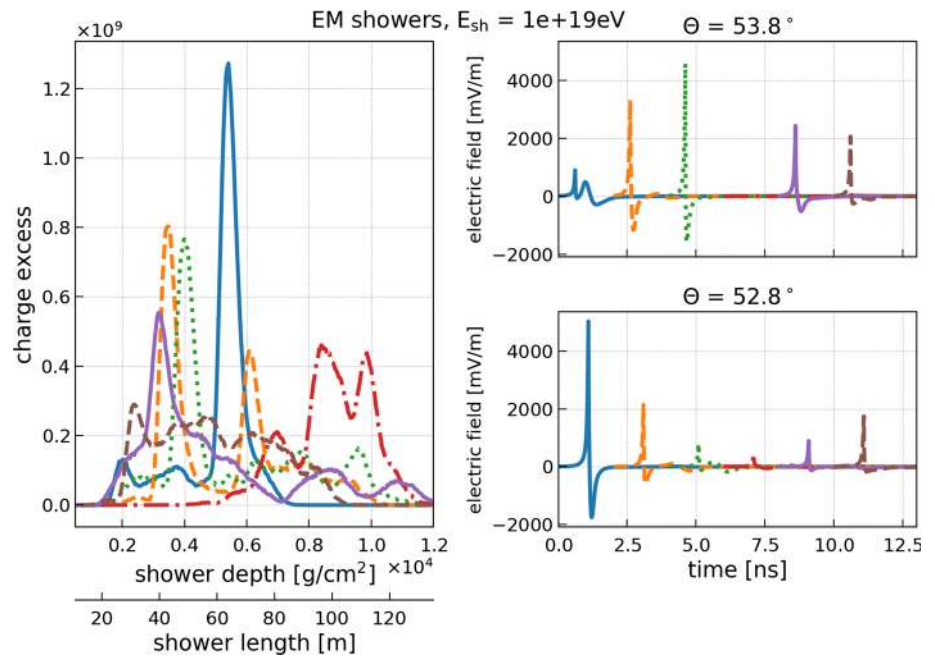 EM showers, E_sh = 1e+19eV
×10⁹
1.2
1.0
0.8
0.6
0.4
0.2
0.0
charge excess
0.2 0.4 0.6 0.8 1.0 1.2
shower depth [g/cm²] ×10⁴
20 40 60 80 100 120
shower length [m]
Θ = 53.8°
4000
2000
0
−2000
electric field [mV/m]
Θ = 52.8°
4000
2000
0
−2000
electric field [mV/m]
0.0 2.5 5.0 7.5 10.0 13.0
time [ns]